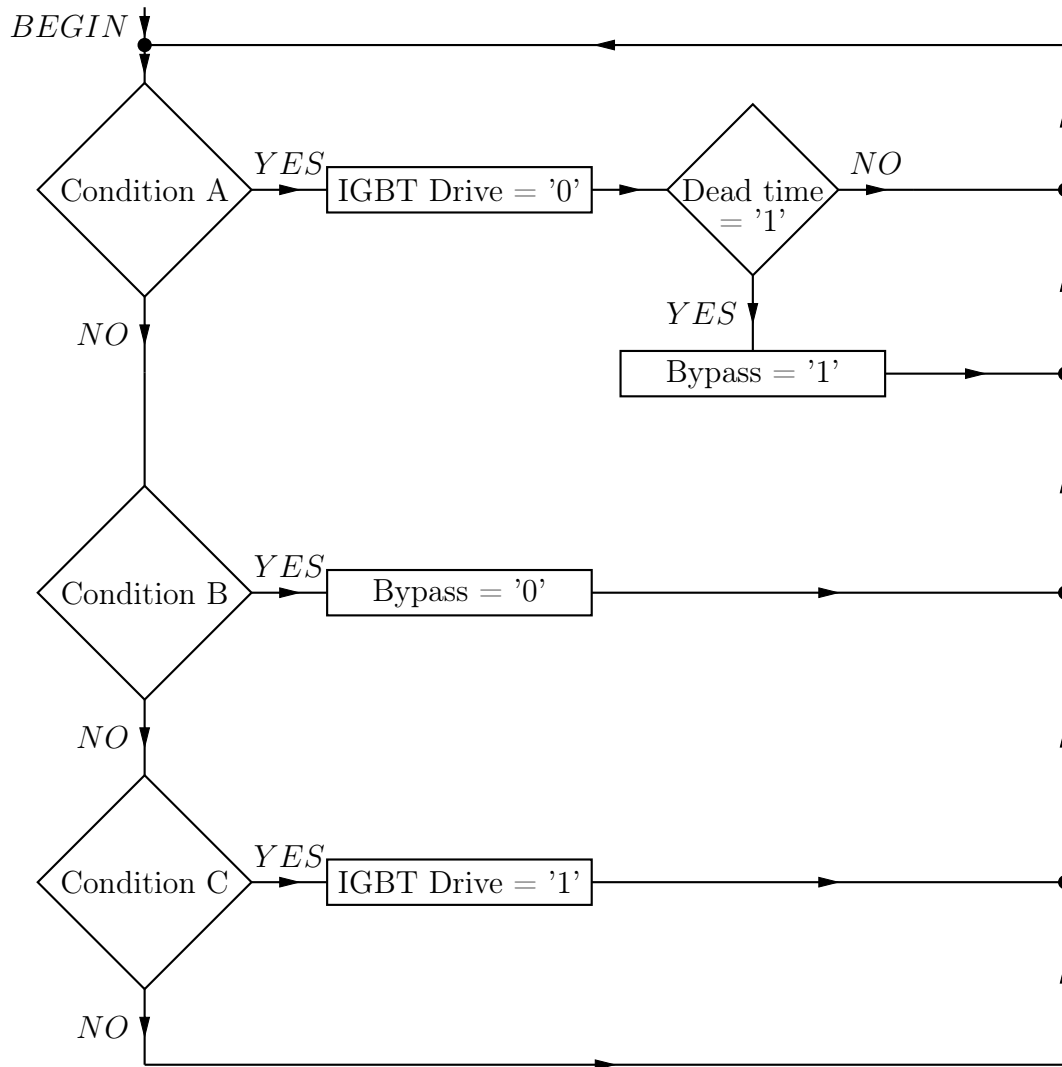 BEGIN
Condition A
YES
IGBT Drive = '0'
Dead time
= '1'
NO
YES
Bypass = '1'
NO
Condition B
YES
Bypass = '0'
NO
Condition C
YES
IGBT Drive = '1'
NO